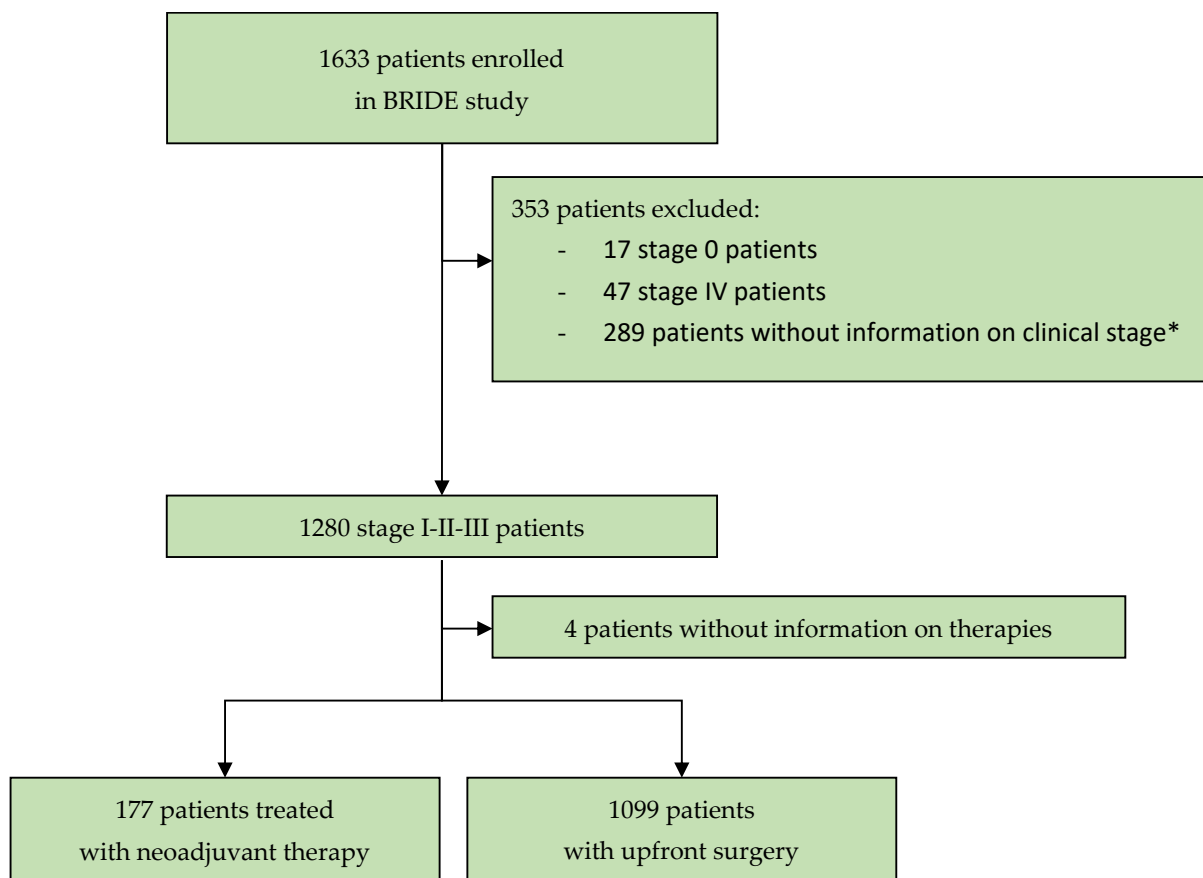 1633 patients enrolled
in BRIDE study
353 patients excluded:
- 17 stage 0 patients
- 47 stage IV patients
- 289 patients without information on clinical stage*
1280 stage I-II-III patients
4 patients without information on therapies
177 patients treated
with neoadjuvant therapy
1099 patients
with upfront surgery